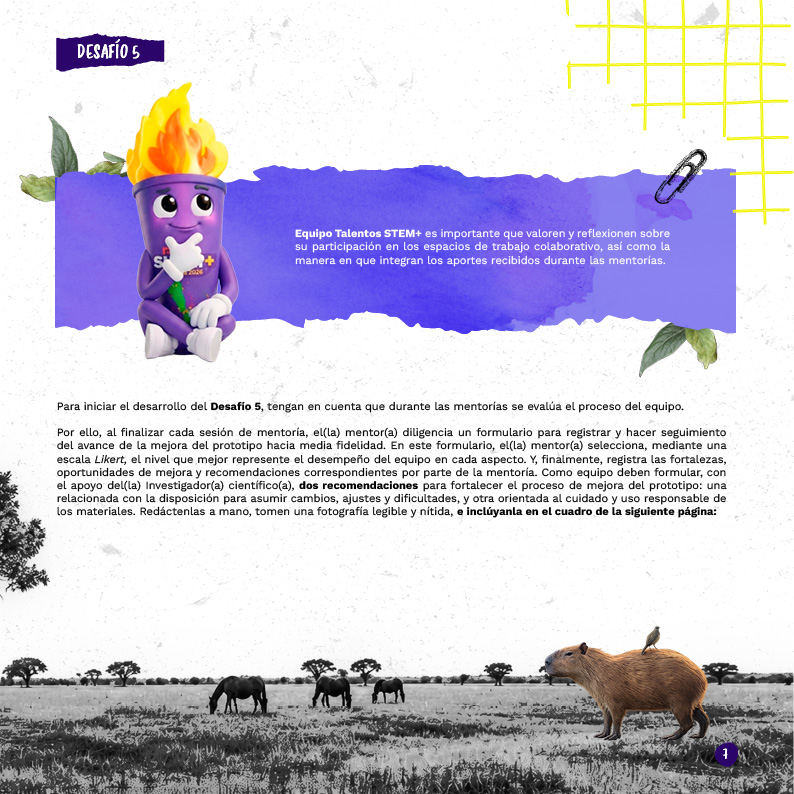 DESAFÍO 5
Equipo Talentos STEM+ es importante que valoren y reflexionen sobre
su participación en los espacios de trabajo colaborativo, así como la
manera en que integran los aportes recibidos durante las mentorías.
Para iniciar el desarrollo del Desafío 5, tengan en cuenta que durante las mentorías se evalúa el proceso del equipo.
Por ello, al finalizar cada sesión de mentoría, el(la) mentor(a) diligencia un formulario para registrar y hacer seguimiento
del avance de la mejora del prototipo hacia media fidelidad. En este formulario, el(la) mentor(a) selecciona, mediante una
escala Likert, el nivel que mejor represente el desempeño del equipo en cada aspecto. Y, finalmente, registra las fortalezas,
oportunidades de mejora y recomendaciones correspondientes por parte de la mentoría. Como equipo deben formular, con
el apoyo del(la) Investigador(a) científico(a), dos recomendaciones para fortalecer el proceso de mejora del prototipo: una
relacionada con la disposición para asumir cambios, ajustes y dificultades, y otra orientada al cuidado y uso responsable de
los materiales. Redáctenlas a mano, tomen una fotografía legible y nítida, e inclúyanla en el cuadro de la siguiente página: